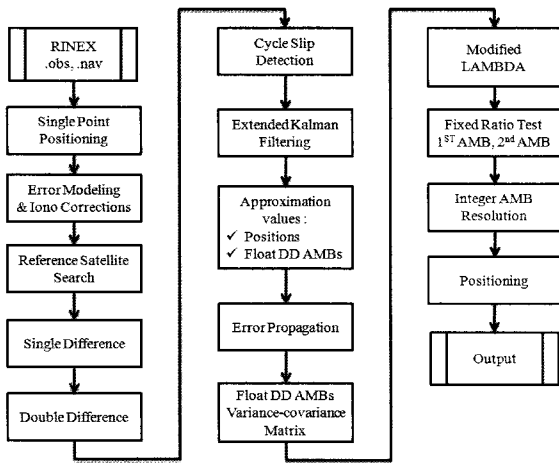 RINEX
.obs, .nav
Single Point
Positioning
Error Modeling
& Iono Corrections
Reference Satellite
Search
Single Difference
Double Difference
Cycle Slip
Detection
Extended Kalman
Filtering
Approximation
values :
✓ Positions
✓ Float DD AMBs
Error Propagation
Float DD AMBs
Variance-covariance
Matrix
Modified
LAMBDA
Fixed Ratio Test
1ST AMB, 2nd AMB
Integer AMB
Resolution
Positioning
Output